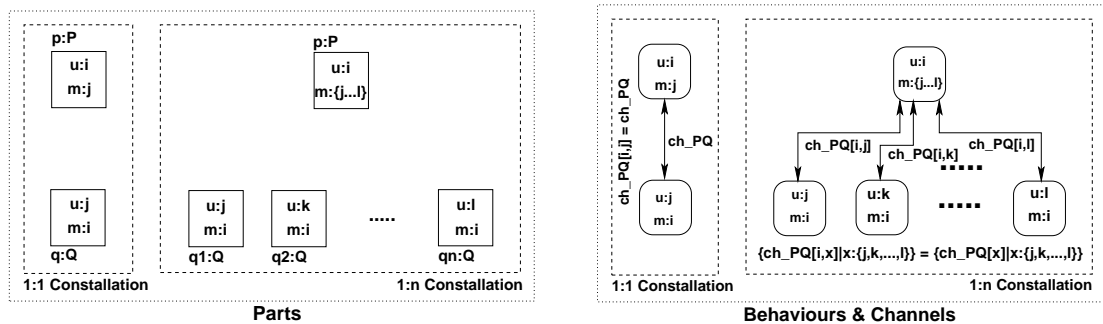 p:P
u:i
m:j
u:j
m:i
q:Q
1:1 Constallation
p:P
u:i
m:{j...l}
u:j
m:i
q1:Q
u:k
m:i
q2:Q
.....
u:l
m:i
qn:Q
1:n Constallation
Parts
ch_PQ[i,j] = ch_PQ
u:i
m:j
ch_PQ
u:j
m:i
1:1 Constallation
u:i
m:{j...l}
ch_PQ[i,j]
ch_PQ[i,k]
ch_PQ[i,l]
.....
u:j
m:i
u:k
m:i
.....
u:l
m:i
{ch_PQ[i,x]|x:{j,k,...,l}} = {ch_PQ[x]|x:{j,k,...,l}}
1:n Constallation
Behaviours & Channels